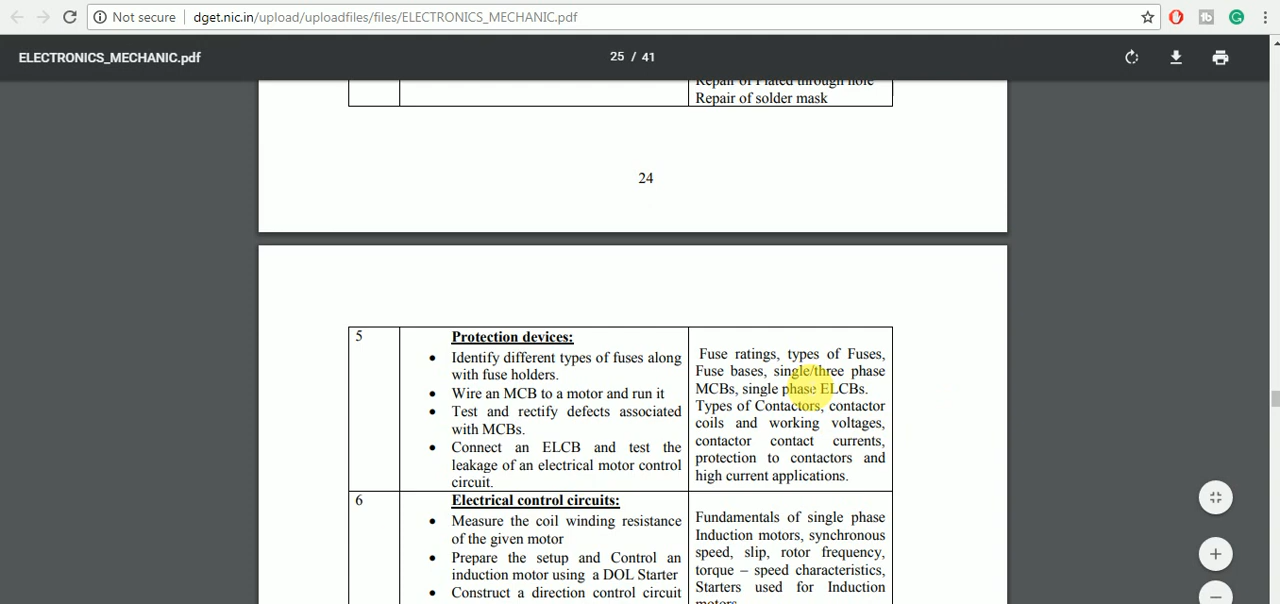 Not secure
dget.nic.in/upload/uploadfiles/files/ELECTRONICS_MECHANIC.pdf
ELECTRONICS_MECHANIC.pdf
25 / 41
Repair of Plated through hole
Repair of solder mask
24
5
Protection devices:
• Identify different types of fuses along
with fuse holders.
• Wire an MCB to a motor and run it
• Test and rectify defects associated
with MCBs.
• Connect an ELCB and test the
leakage of an electrical motor control
circuit.
Fuse ratings, types of Fuses,
Fuse bases, single/three phase
MCBs, single phase ELCBs.
Types of Contactors, contactor
coils and working voltages,
contactor contact currents,
protection to contactors and
high current applications.
6
Electrical control circuits:
• Measure the coil winding resistance
of the given motor
• Prepare the setup and Control an
induction motor using a DOL Starter
• Construct a direction control circuit
Fundamentals of single phase
Induction motors, synchronous
speed, slip, rotor frequency,
torque – speed characteristics,
Starters used for Induction
motors